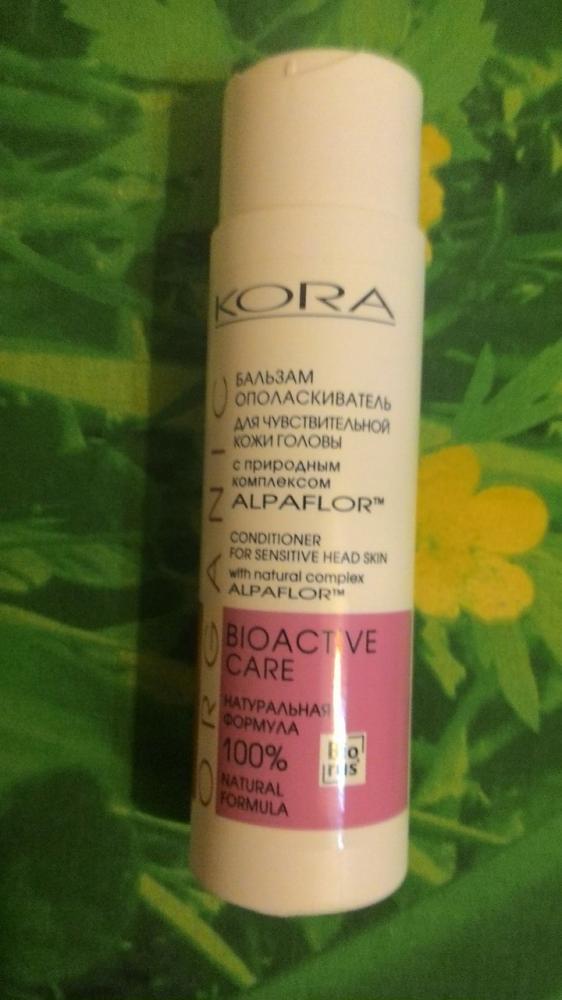 KORA
ORGANIC
БАЛЬЗАМ
ОПОЛАСКИВАТЕЛЬ
ДЛЯ ЧУВСТВИТЕЛЬНОЙ
КОЖИ ГОЛОВЫ
с природным
комплексом
ALPAFLOR™
CONDITIONER
FOR SENSITIVE HEAD SKIN
with natural complex
ALPAFLOR™
BIOACTIVE
CARE
НАТУРАЛЬНАЯ
ФОРМУЛА
100%
NATURAL
FORMULA
Bio
rus